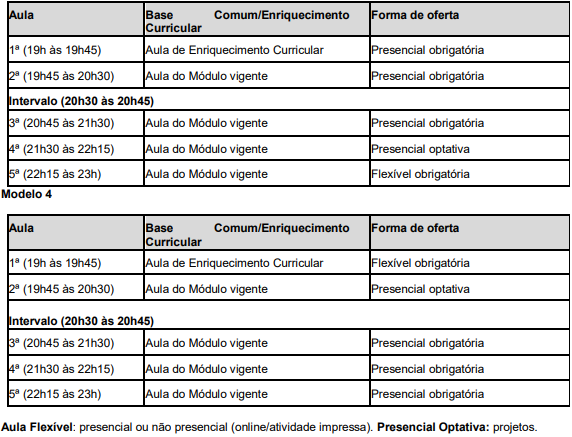 Aula Base Comum/Enriquecimento Curricular Forma de oferta
1ª (19h às 19h45) Aula de Enriquecimento Curricular Presencial obrigatória
2ª (19h45 às 20h30) Aula do Módulo vigente Presencial obrigatória
Intervalo (20h30 às 20h45)
3ª (20h45 às 21h30) Aula do Módulo vigente Presencial obrigatória
4ª (21h30 às 22h15) Aula do Módulo vigente Presencial optativa
5ª (22h15 às 23h) Aula do Módulo vigente Flexível obrigatória
Modelo 4
Aula Base Comum/Enriquecimento Curricular Forma de oferta
1ª (19h às 19h45) Aula de Enriquecimento Curricular Flexível obrigatória
2ª (19h45 às 20h30) Aula do Módulo vigente Presencial optativa
Intervalo (20h30 às 20h45)
3ª (20h45 às 21h30) Aula do Módulo vigente Presencial obrigatória
4ª (21h30 às 22h15) Aula do Módulo vigente Presencial obrigatória
5ª (22h15 às 23h) Aula do Módulo vigente Presencial obrigatória
Aula Flexível: presencial ou não presencial (online/atividade impressa). Presencial Optativa: projetos.